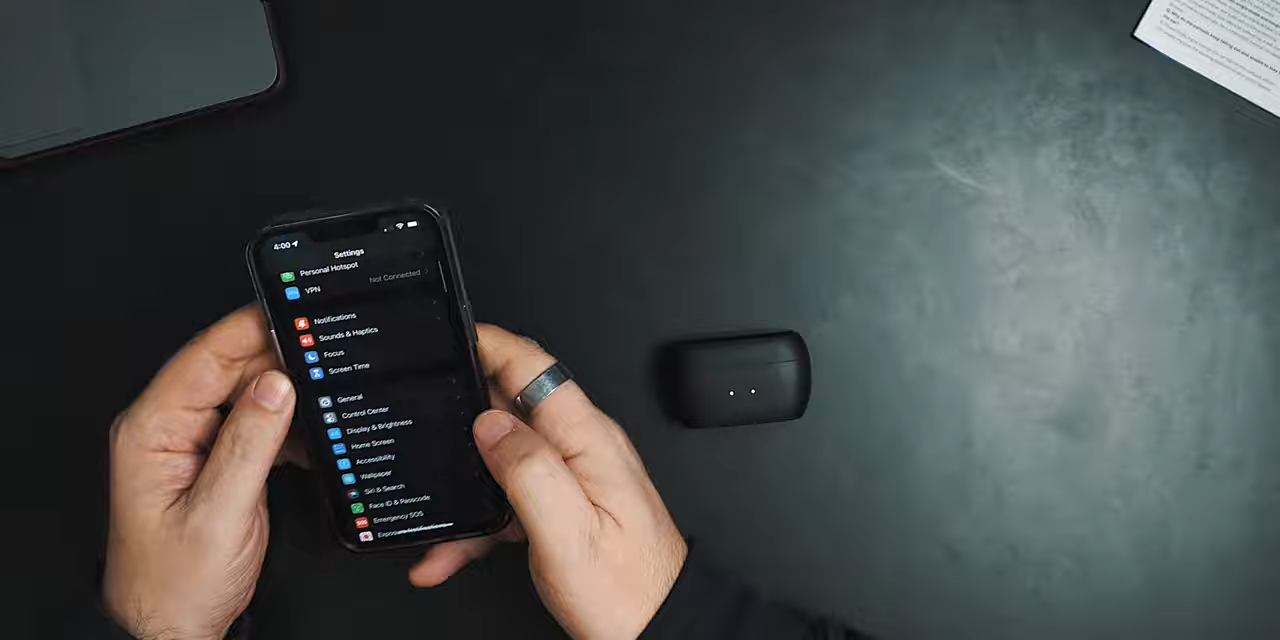 4:00
Settings
Personal Hotspot
VPN
Not Connected
Notifications
Sounds & Haptics
Focus
Screen Time
General
Control Center
Display & Brightness
Home Screen
Accessibility
Wallpaper
Siri & Search
Face ID & Passcode
Emergency SOS
SOS